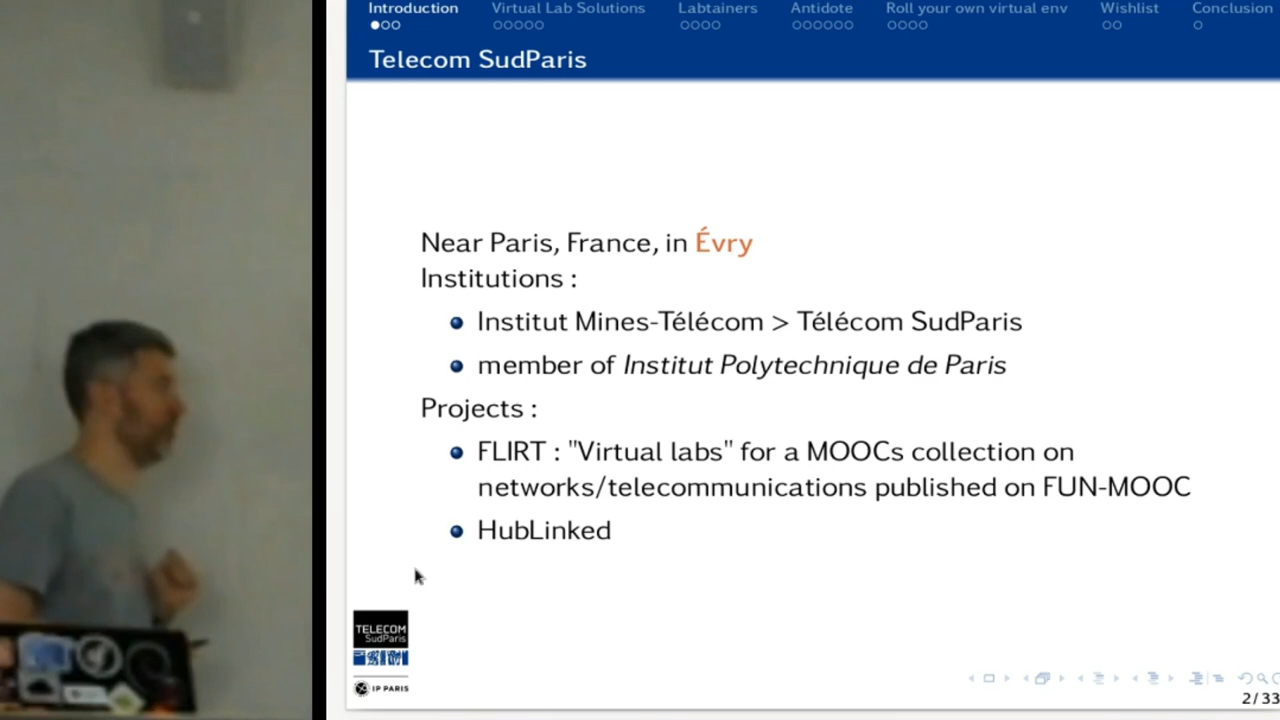 Introduction Virtual Lab Solutions Labtainers Antidote Roll your own virtual env Wishlist Conclusion
Telecom SudParis
Near Paris, France, in Évry
Institutions :
Institut Mines-Télécom > Télécom SudParis
member of Institut Polytechnique de Paris
Projects :
FLIRT : "Virtual labs" for a MOOCs collection on
networks/telecommunications published on FUN-MOOC
HubLinked
TELECOM
SudParis
IP PARIS
2/33